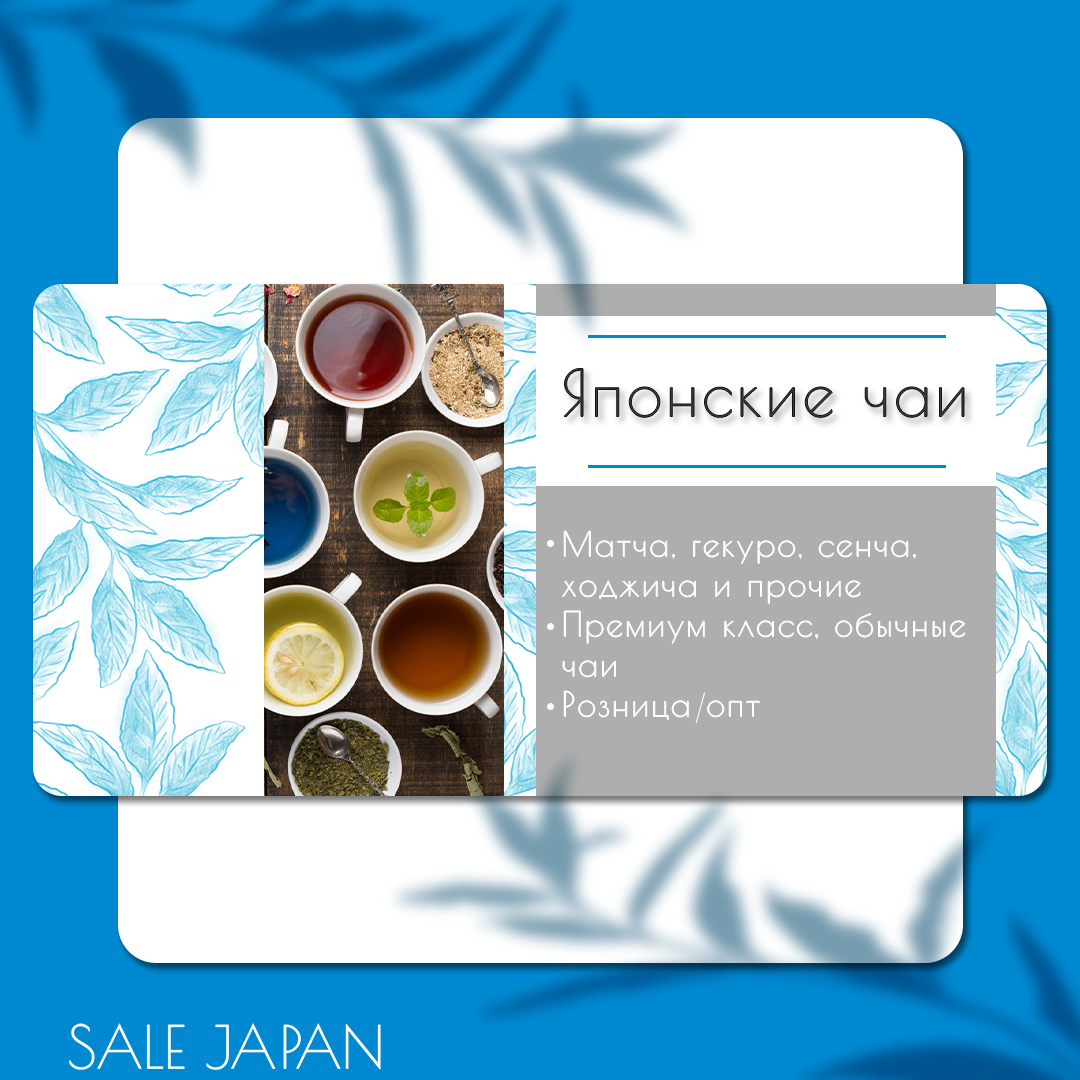 Японские чаи
•Матча, гекуро, сенча,
ходжича и прочие
•Премиум класс, обычные
чаи
•Розница/опт
SALE JAPAN